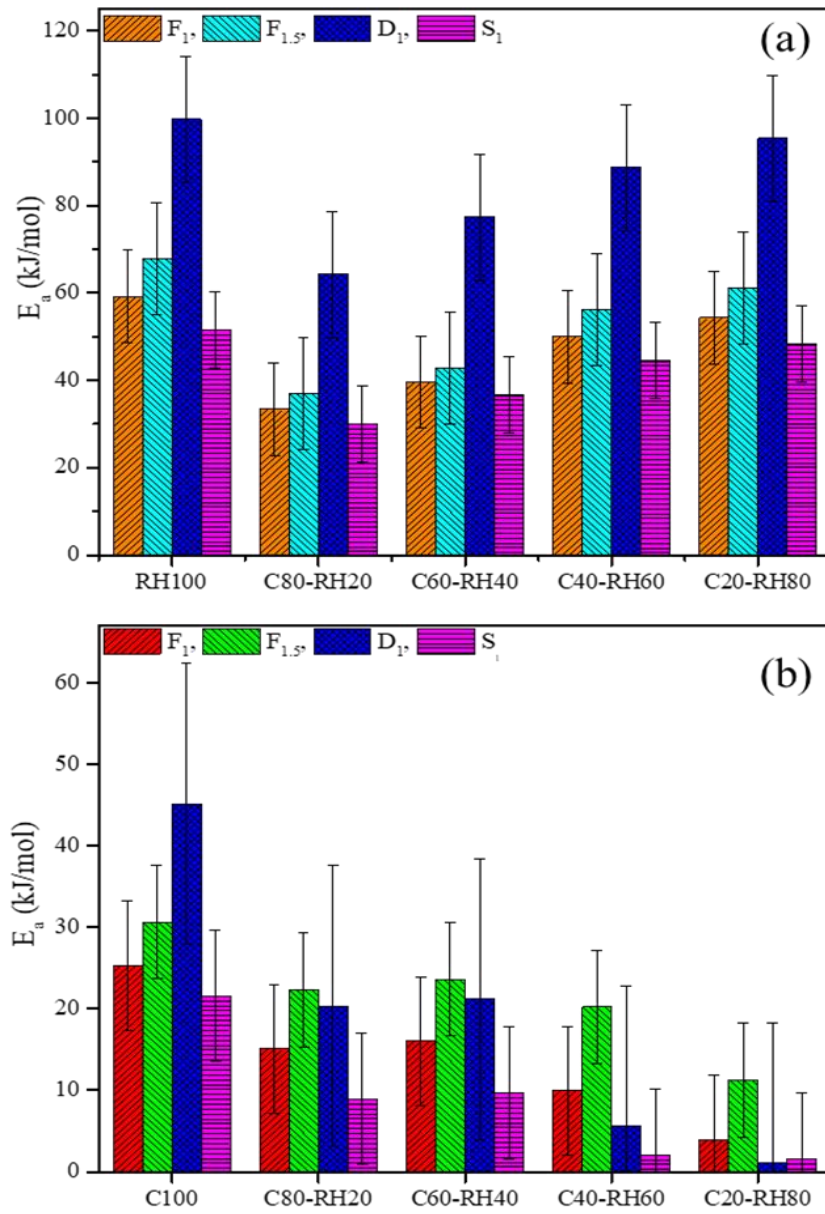 F₁, F₁.₅, D₁, S₁
(a)
120
100
80
60
40
20
0
Eₐ (kJ/mol)
RH100 C80-RH20 C60-RH40 C40-RH60 C20-RH80
F₁, F₁.₅, D₁, S₁
(b)
60
50
40
30
20
10
0
Eₐ (kJ/mol)
C100 C80-RH20 C60-RH40 C40-RH60 C20-RH80